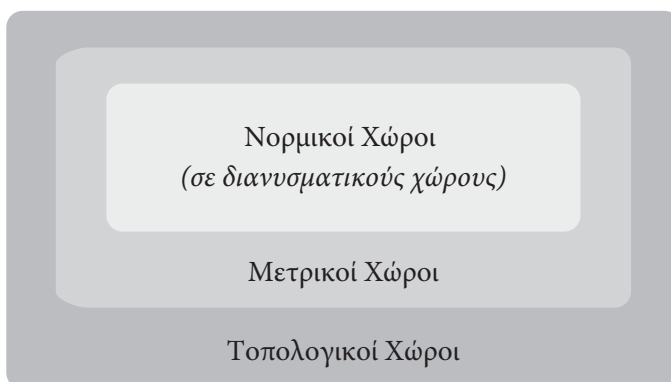 Νορμικοί Χώροι
(σε διανυσματικούς χώρους)
Μετρικοί Χώροι
Τοπολογικοί Χώροι